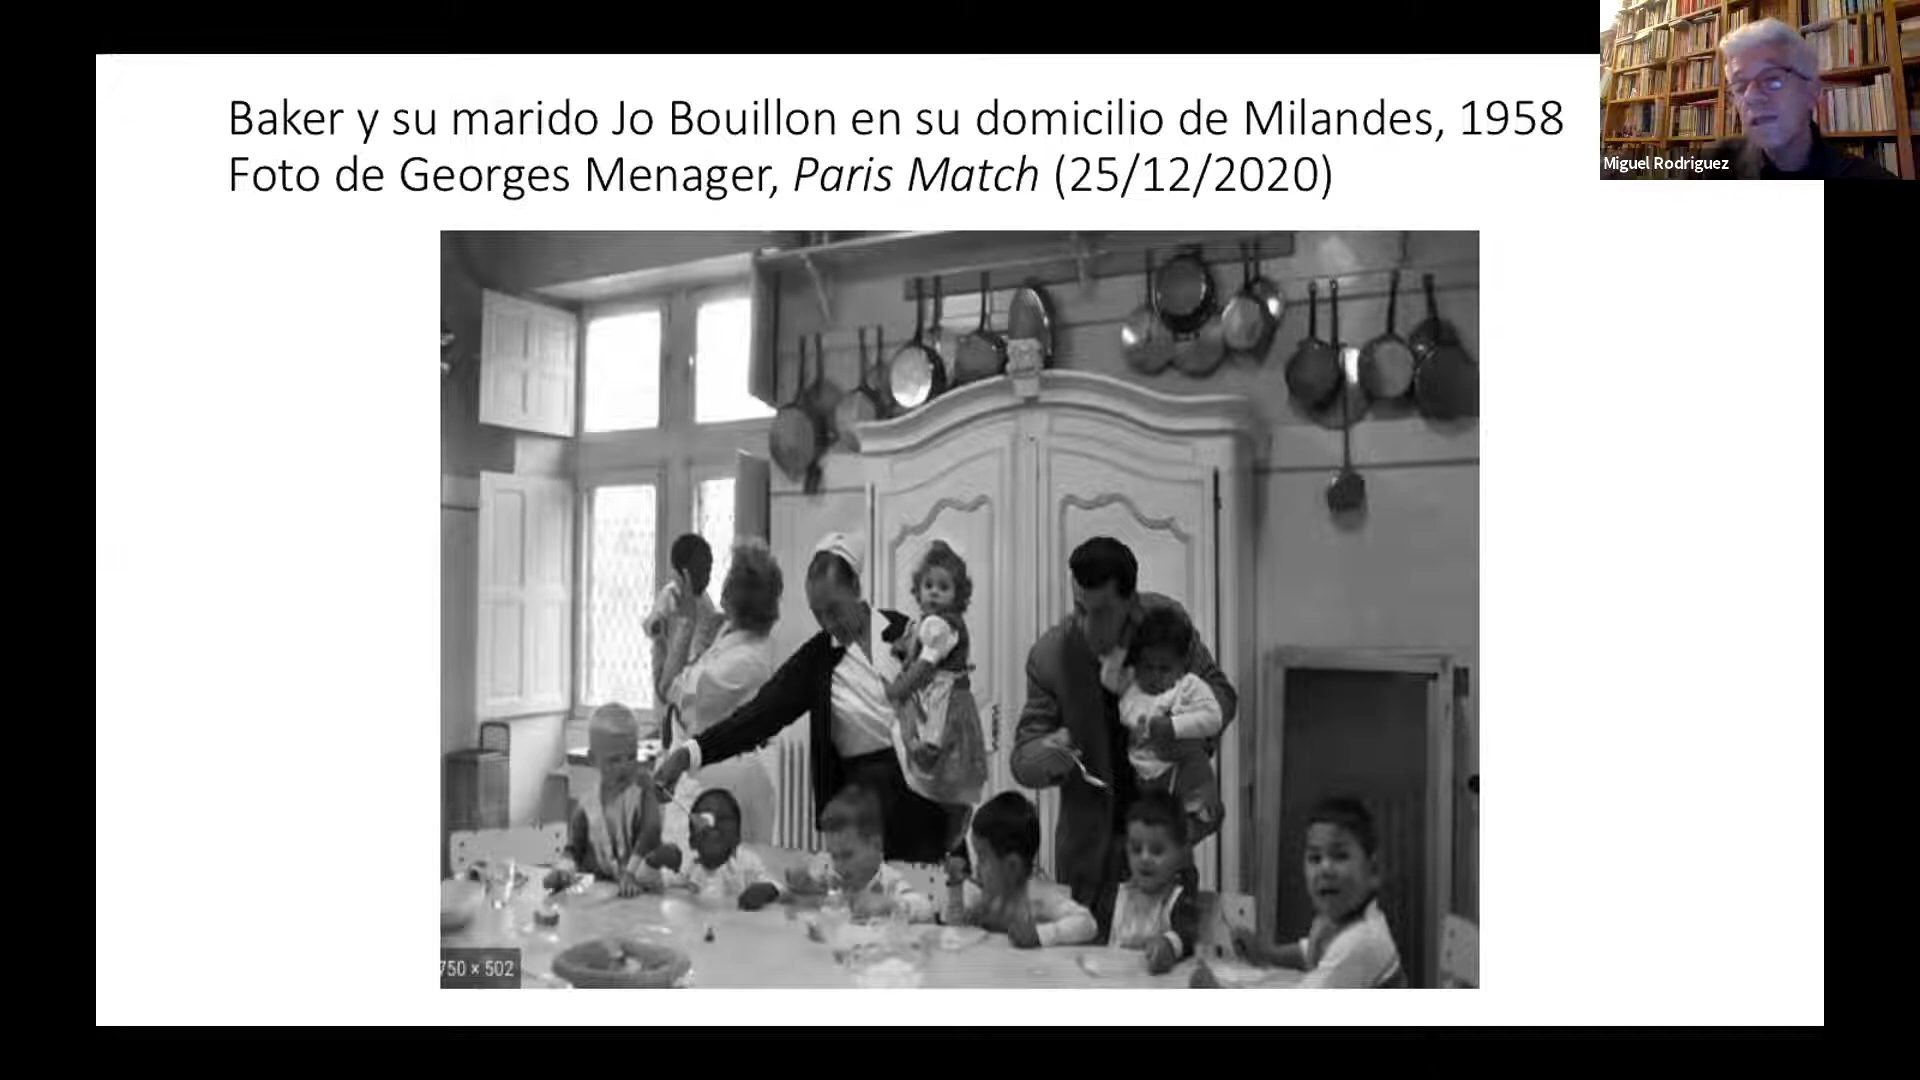 Baker y su marido Jo Bouillon en su domicilio de Milandes, 1958
Foto de Georges Menager, Paris Match (25/12/2020)
Miguel Rodriguez
750 × 502